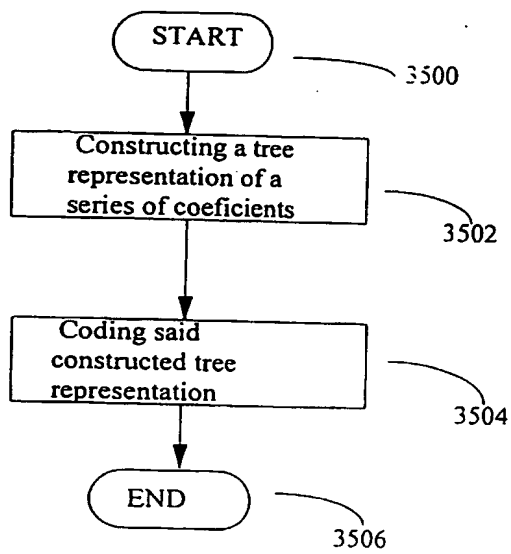 START
3500
Constructing a tree
representation of a
series of coeficients
3502
Coding said
constructed tree
representation
3504
END
3506